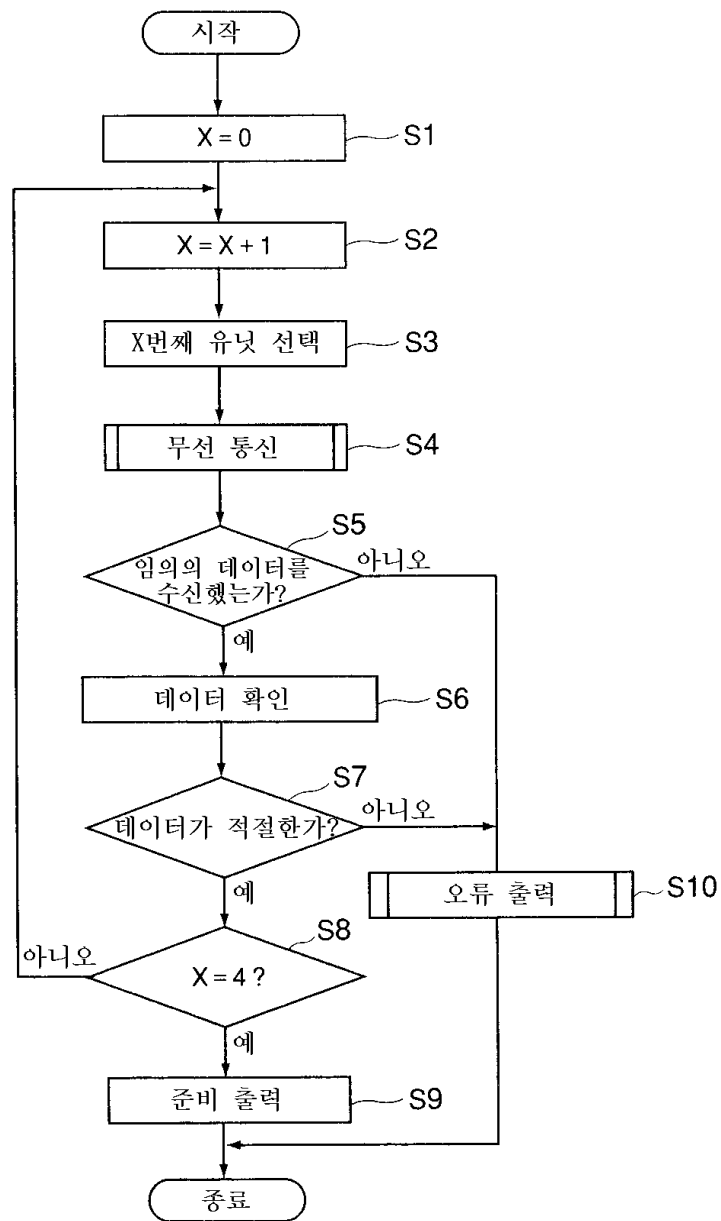 시작
X = 0
S1
X = X + 1
S2
X번째 유닛 선택
S3
무선 통신
S4
S5
임의의 데이터를
수신했는가?
아니오
예
데이터 확인
S6
S7
데이터가 적절한가?
아니오
예
오류 출력
S10
S8
아니오
X = 4 ?
예
준비 출력
S9
종료